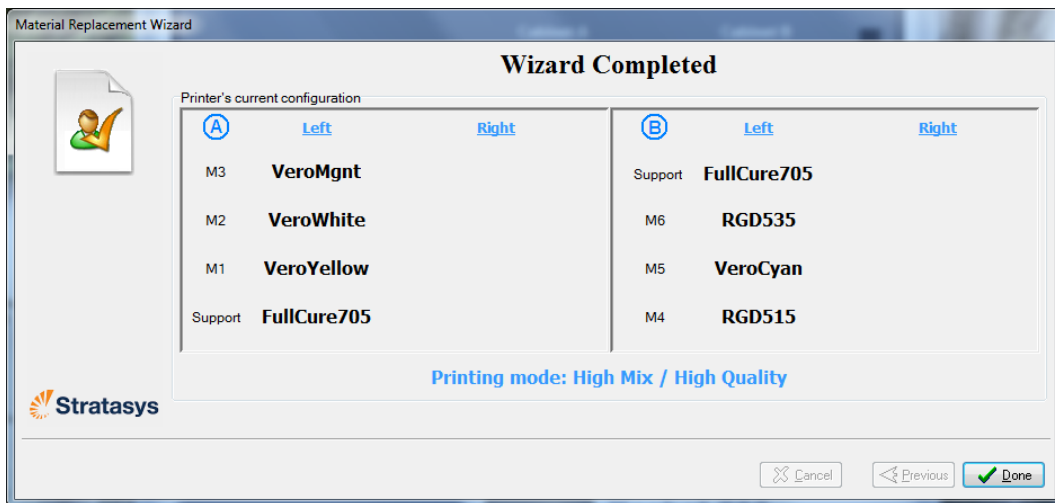 Material Replacement Wizard
Wizard Completed
Printer's current configuration
A Left Right
M3 VeroMgnt
M2 VeroWhite
M1 VeroYellow
Support FullCure705
B Left Right
Support FullCure705
M6 RGD535
M5 VeroCyan
M4 RGD515
Printing mode: High Mix / High Quality
Stratasys
Cancel Previous Done